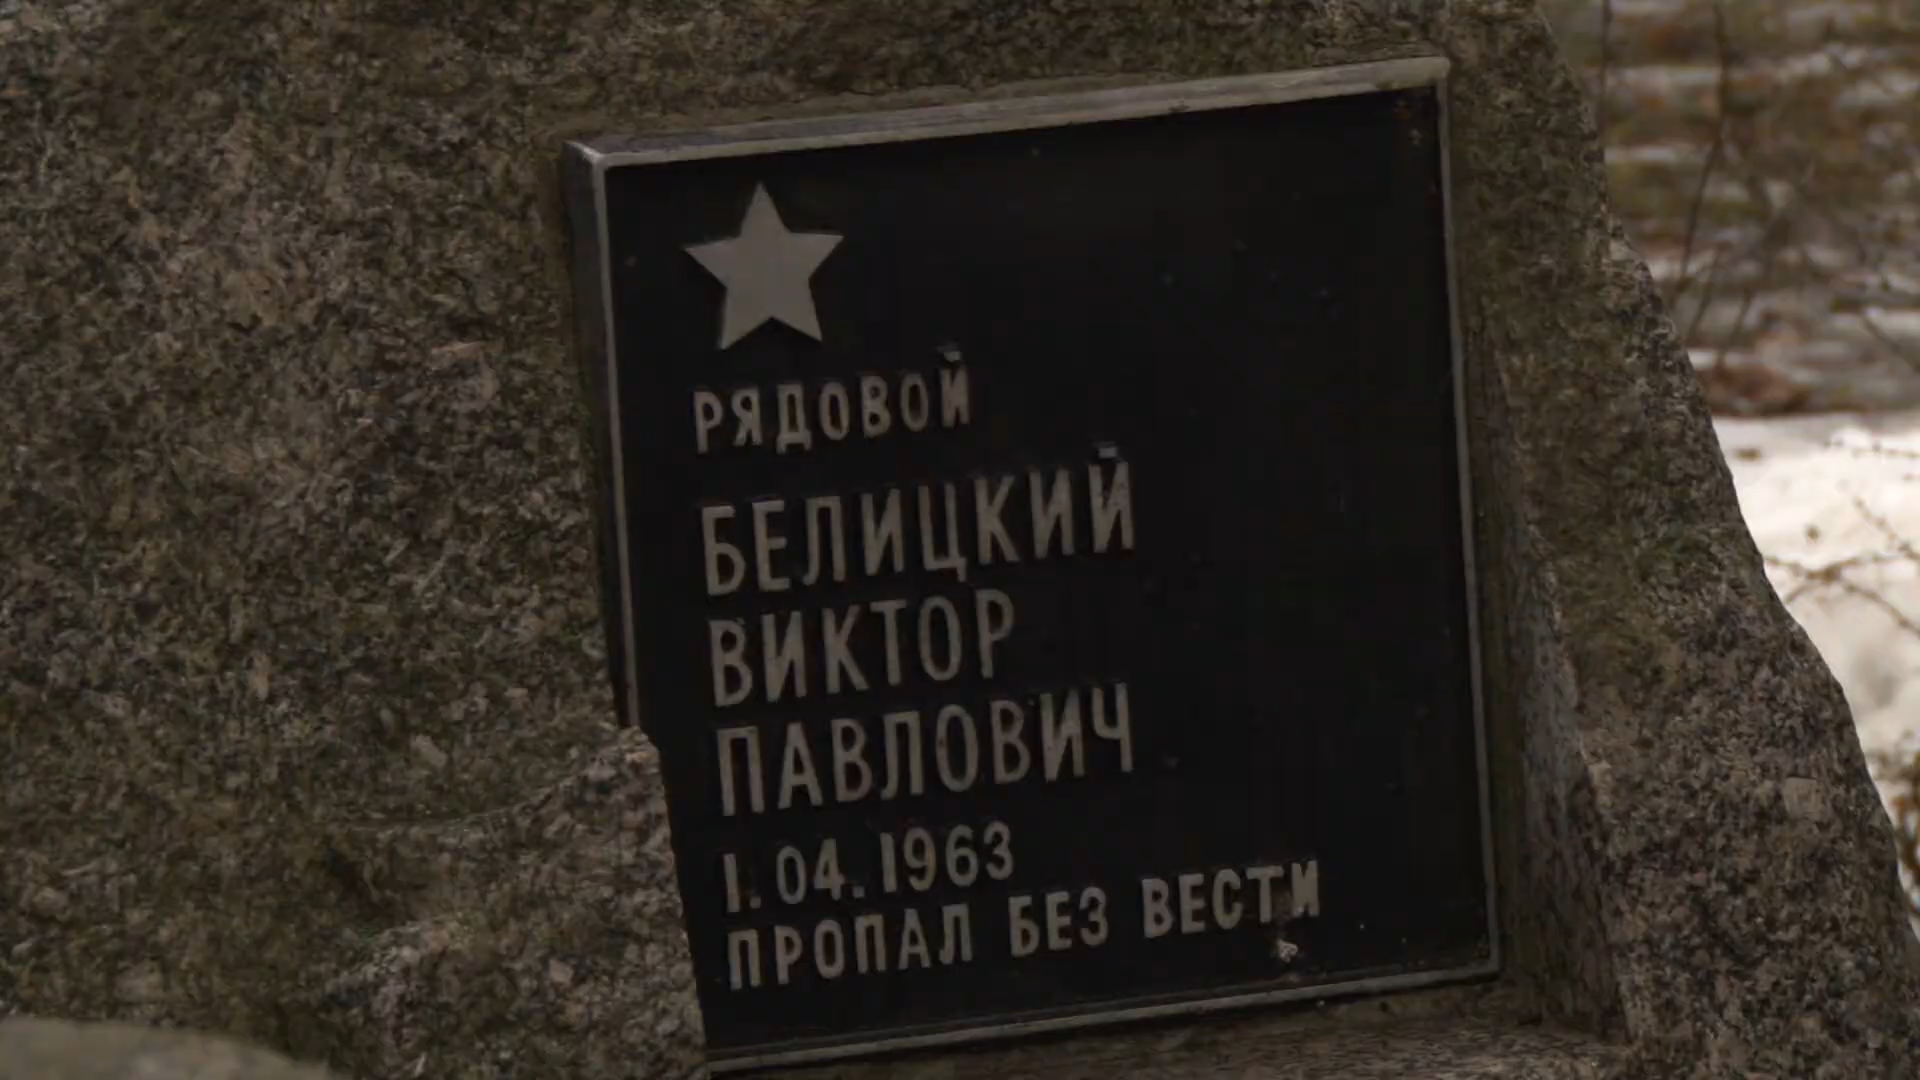 РЯДОВОЙ
БЕЛИЦКИЙ
ВИКТОР
ПАВЛОВИЧ
1.04.1963
ПРОПАЛ БЕЗ ВЕСТИ